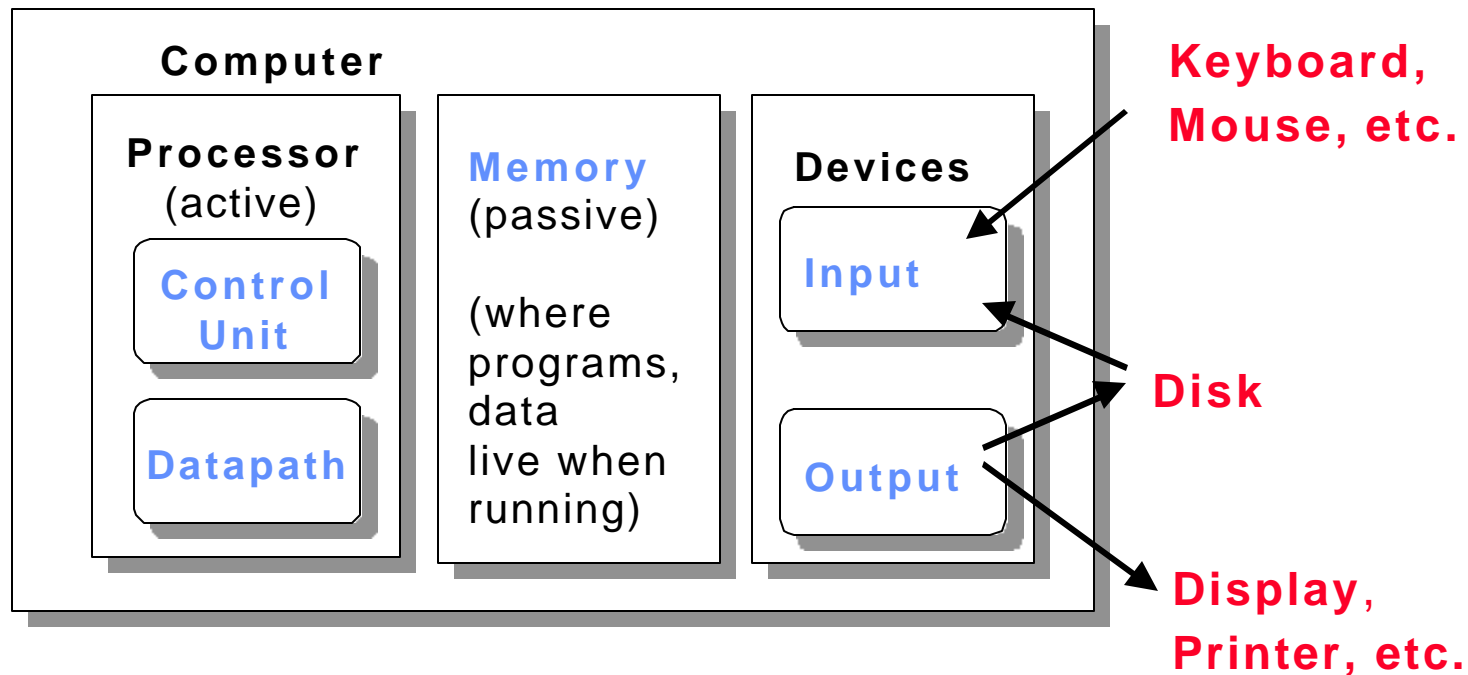 Computer
Processor
(active)
Control
Unit
Datapath
Memory
(passive)
(where
programs,
data
live when
running)
Devices
Input
Output
Keyboard,
Mouse, etc.
Disk
Display,
Printer, etc.